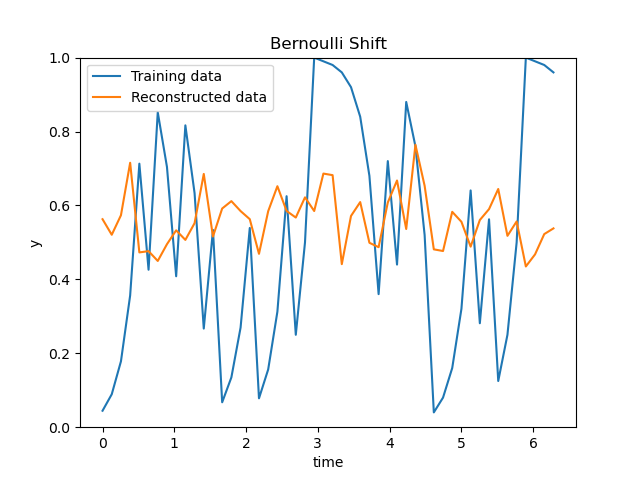 Bernoulli Shift
Training data
Reconstructed data
1.0
0.8
0.6
0.4
0.2
0.0
y
0 1 2 3 4 5 6
time